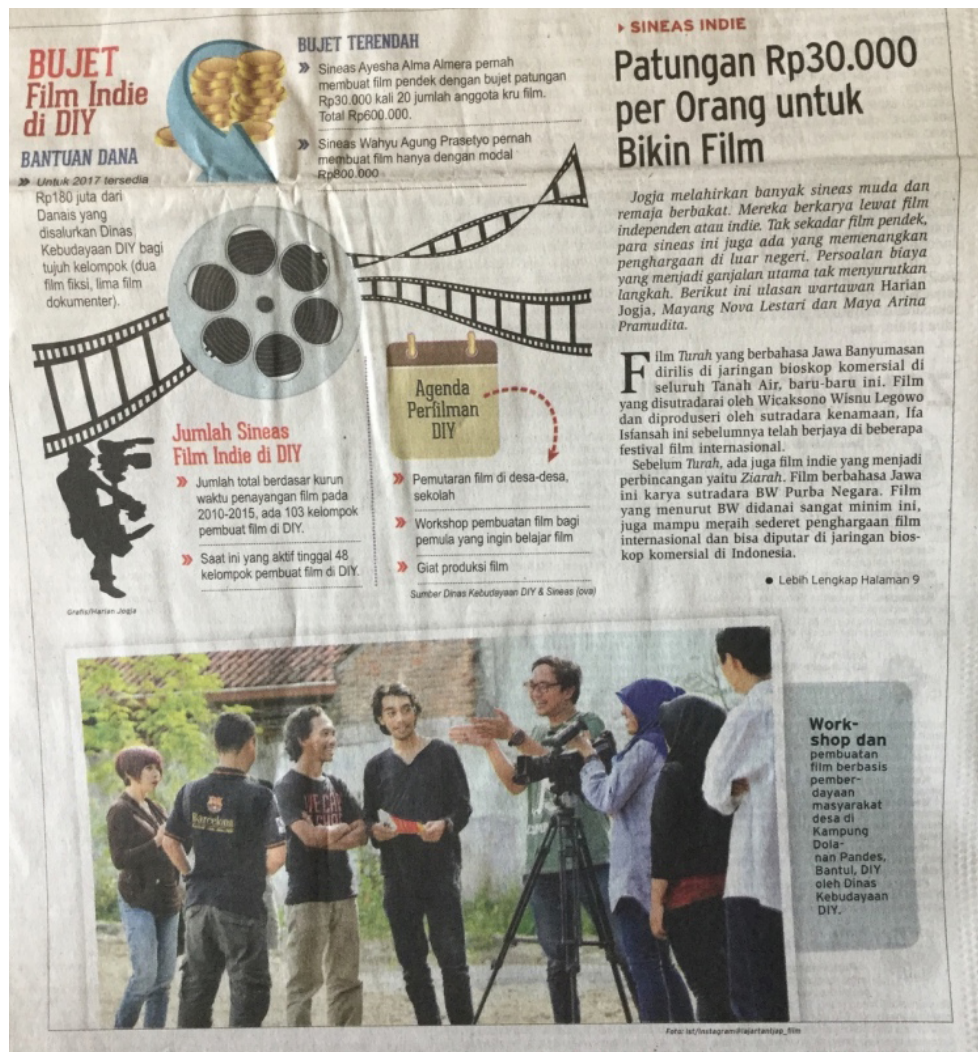 BUJET
Film Indie
di DIY
BANTUAN DANA
» Untuk 2017 tersedia
Rp180 juta dari
Danais yang
disalurkan Dinas
Kebudayaan DIY bagi
tujuh kelompok (dua
film fiksi, lima film
dokumenter).
BUJET TERENDAH
» Sineas Ayesha Alma Almera pernah
membuat film pendek dengan bujet patungan
Rp30.000 kali 20 jumlah anggota kru film.
Total Rp600.000.
» Sineas Wahyu Agung Prasetyo pernah
membuat film hanya dengan modal
Rp800.000
Jumlah Sineas
Film Indie di DIY
» Jumlah total berdasar kurun
waktu penayangan film pada
2010-2015, ada 103 kelompok
pembuat film di DIY.
» Saat ini yang aktif tinggal 48
kelompok pembuat film di DIY.
Grafis/Harian Jogja
Agenda
Perfilman
DIY
» Pemutaran film di desa-desa,
sekolah
» Workshop pembuatan film bagi
pemula yang ingin belajar film
» Giat produksi film
Sumber Dinas Kebudayaan DIY & Sineas (ova)
SINEAS INDIE
Patungan Rp30.000
per Orang untuk
Bikin Film
Jogja melahirkan banyak sineas muda dan
remaja berbakat. Mereka berkarya lewat film
independen atau indie. Tak sekadar film pendek,
para sineas ini juga ada yang memenangkan
penghargaan di luar negeri. Persoalan biaya
yang menjadi ganjalan utama tak menyurutkan
langkah. Berikut ini ulasan wartawan Harian
Jogja, Mayang Nova Lestari dan Maya Arina
Pramudita.
Film Turah yang berbahasa Jawa Banyumasan
dirilis di jaringan bioskop komersial di
seluruh Tanah Air, baru-baru ini. Film
yang disutradarai oleh Wicaksono Wisnu Legowo
dan diproduseri oleh sutradara kenamaan, Ifa
Isfansah ini sebelumnya telah berjaya di beberapa
festival film internasional.
Sebelum Turah, ada juga film indie yang menjadi
perbincangan yaitu Ziarah. Film berbahasa Jawa
ini karya sutradara BW Purba Negara. Film
yang menurut BW didanai sangat minim ini,
juga mampu meraih sederet penghargaan film
internasional dan bisa diputar di jaringan bios-
kop komersial di Indonesia.
● Lebih Lengkap Halaman 9
Barcelona
Work-
shop dan
pembuatan
film berbasis
pember-
dayaan
masyarakat
desa di
Kampung
Dola-
nan Pandes,
Bantul, DIY
oleh Dinas
Kebudayaan
DIY.